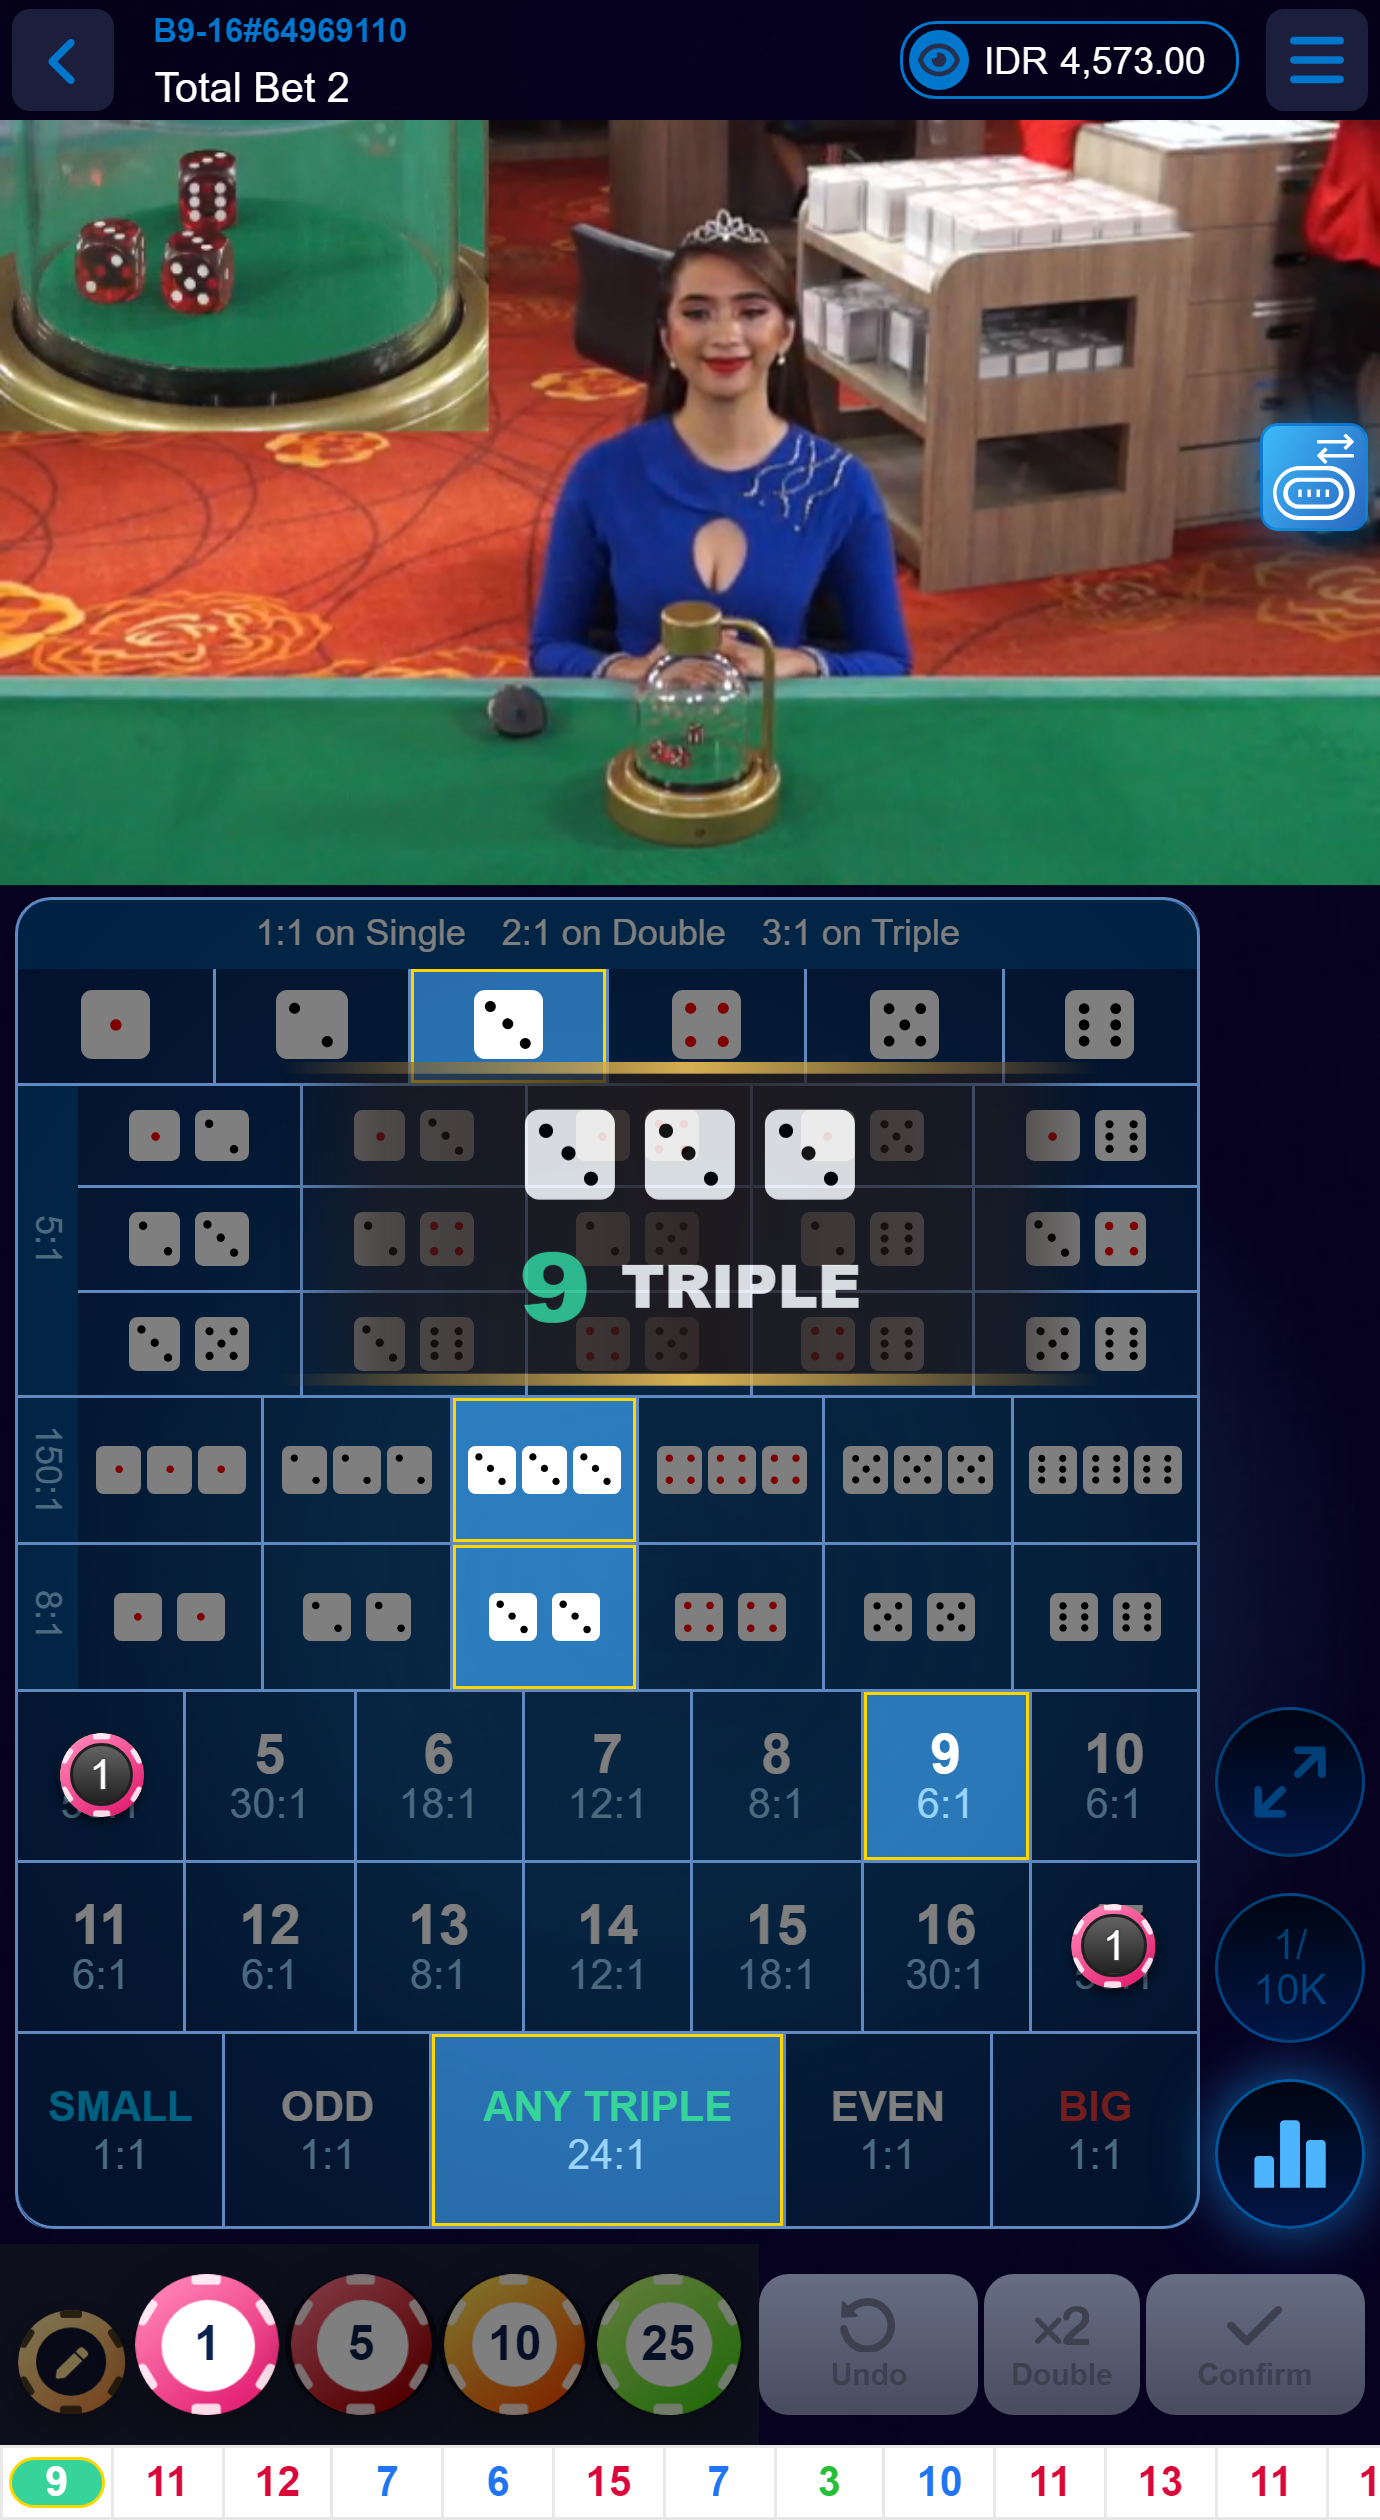 B9-16#64969110
Total Bet 2
IDR 4,573.00
1:1 on Single 2:1 on Double 3:1 on Triple
5:1
9 TRIPLE
150:1
8:1
1
5 6 7 8 9 10
30:1 18:1 12:1 8:1 6:1 6:1
11 12 13 14 15 16
1
6:1 6:1 8:1 12:1 18:1 30:1
1/
10K
SMALL ODD ANY TRIPLE EVEN BIG
1:1 1:1 24:1 1:1 1:1
1 5 10 25
x2
Undo Double Confirm
9 11 12 7 6 15 7 3 10 11 13 11